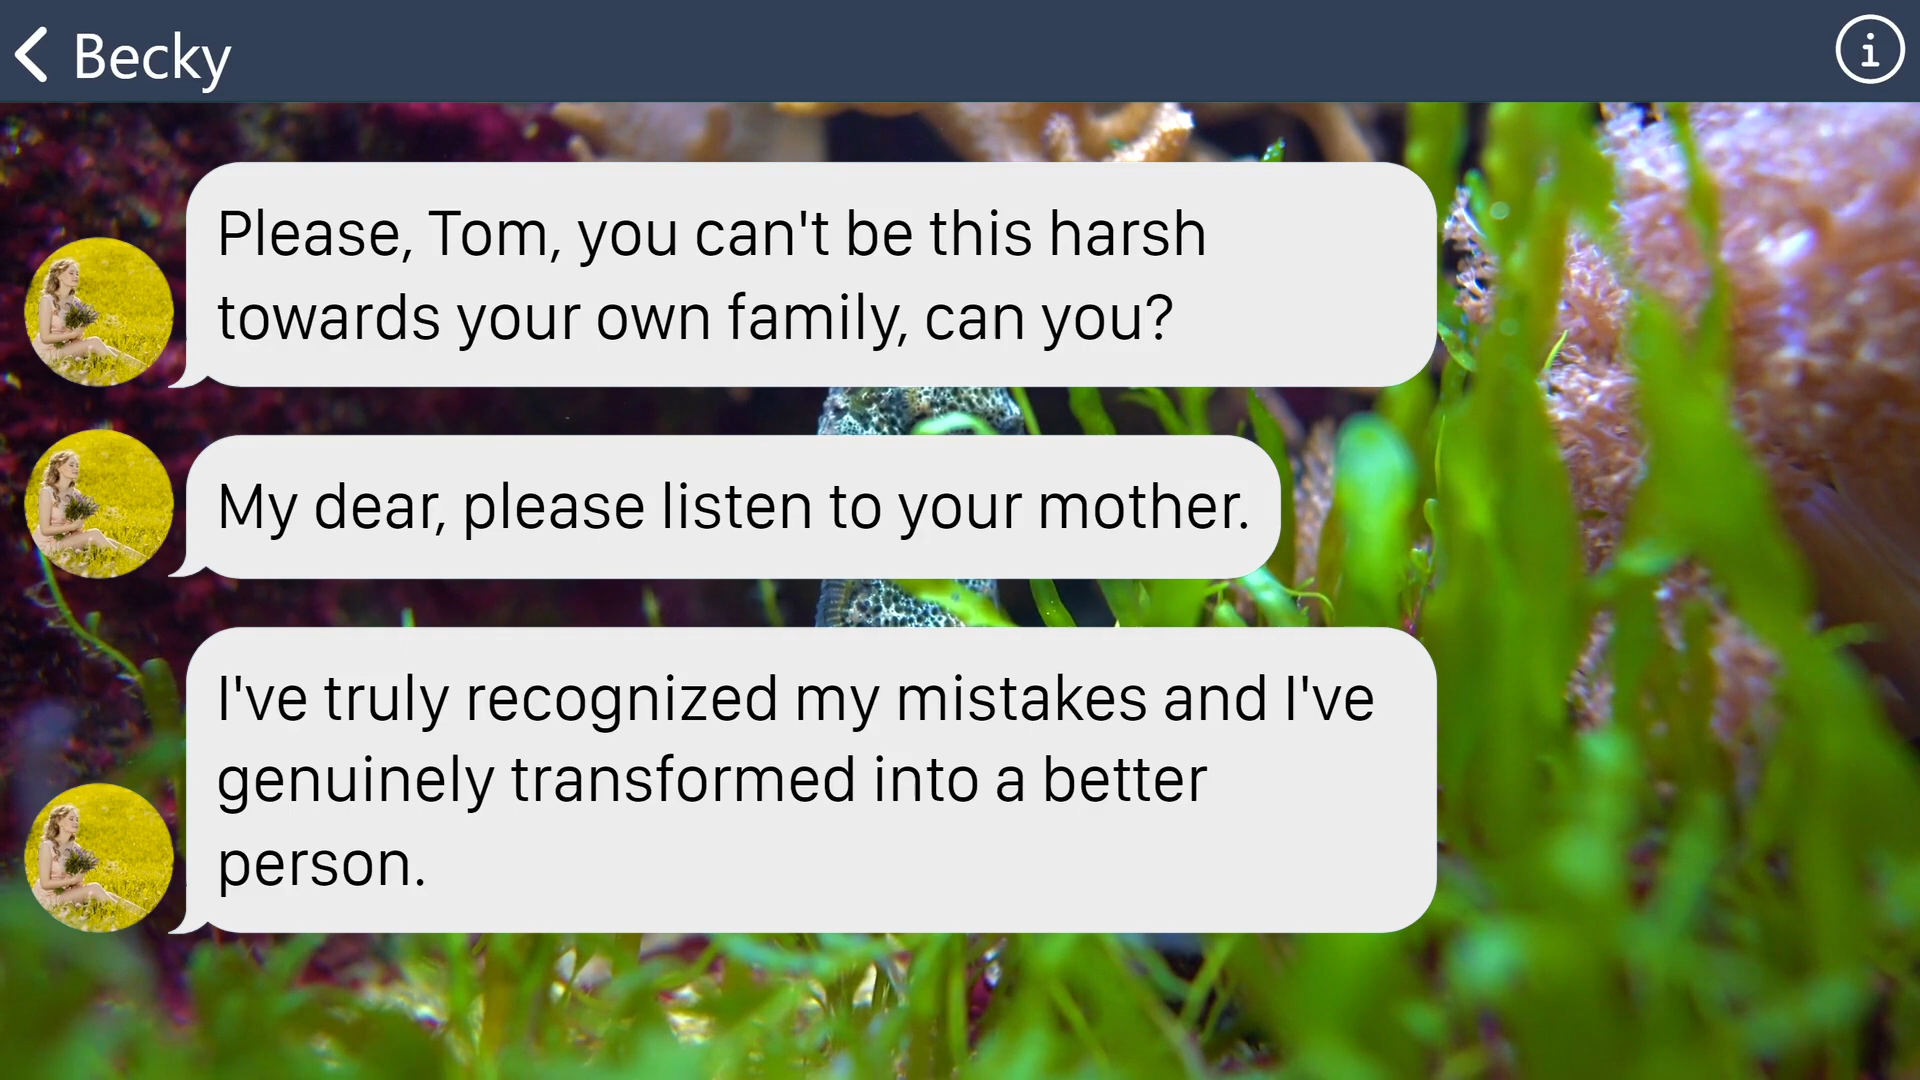 Becky
Please, Tom, you can't be this harsh
towards your own family, can you?
My dear, please listen to your mother.
I've truly recognized my mistakes and I've
genuinely transformed into a better
person.